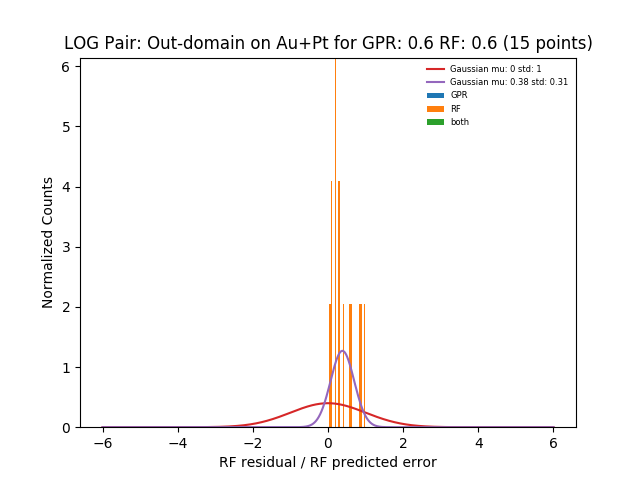 LOG Pair: Out-domain on Au+Pt for GPR: 0.6 RF: 0.6 (15 points)
Gaussian mu: 0 std: 1
Gaussian mu: 0.38 std: 0.31
GPR
RF
both
Normalized Counts
6
5
4
3
2
1
0
−6 −4 −2 0 2 4 6
RF residual / RF predicted error